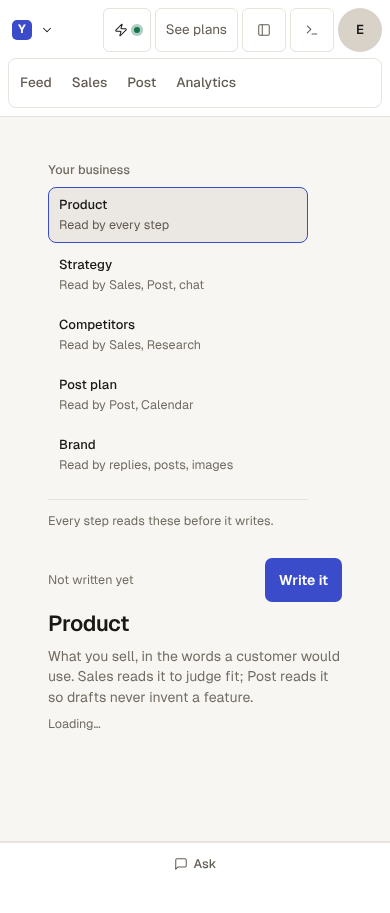 Y
See plans
E
Feed Sales Post Analytics
Your business
Product
Read by every step
Strategy
Read by Sales, Post, chat
Competitors
Read by Sales, Research
Post plan
Read by Post, Calendar
Brand
Read by replies, posts, images
Every step reads these before it writes.
Not written yet
Write it
Product
What you sell, in the words a customer would
use. Sales reads it to judge fit; Post reads it
so drafts never invent a feature.
Loading…
Ask